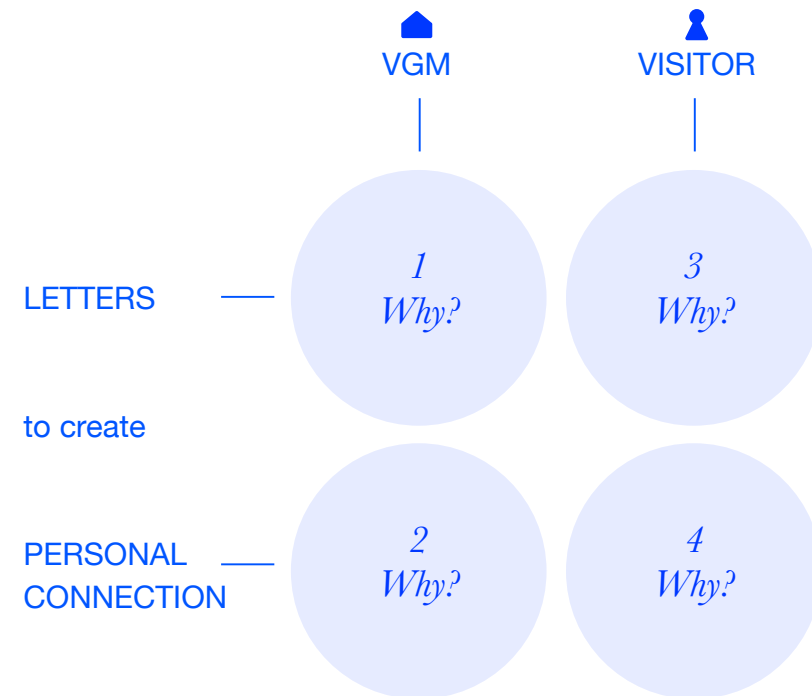 VGM
VISITOR
LETTERS
1
Why?
3
Why?
to create
PERSONAL
CONNECTION
2
Why?
4
Why?